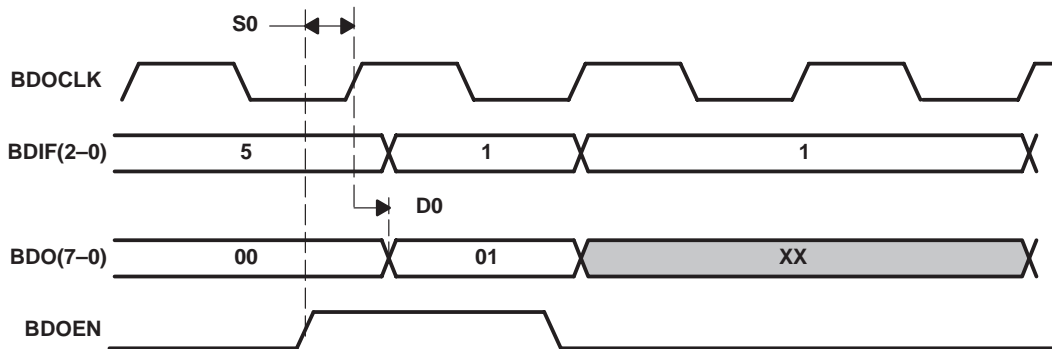 S0
BDOCLK
BDIF(2–0) 5 1 1
D0
BDO(7–0) 00 01 XX
BDOEN